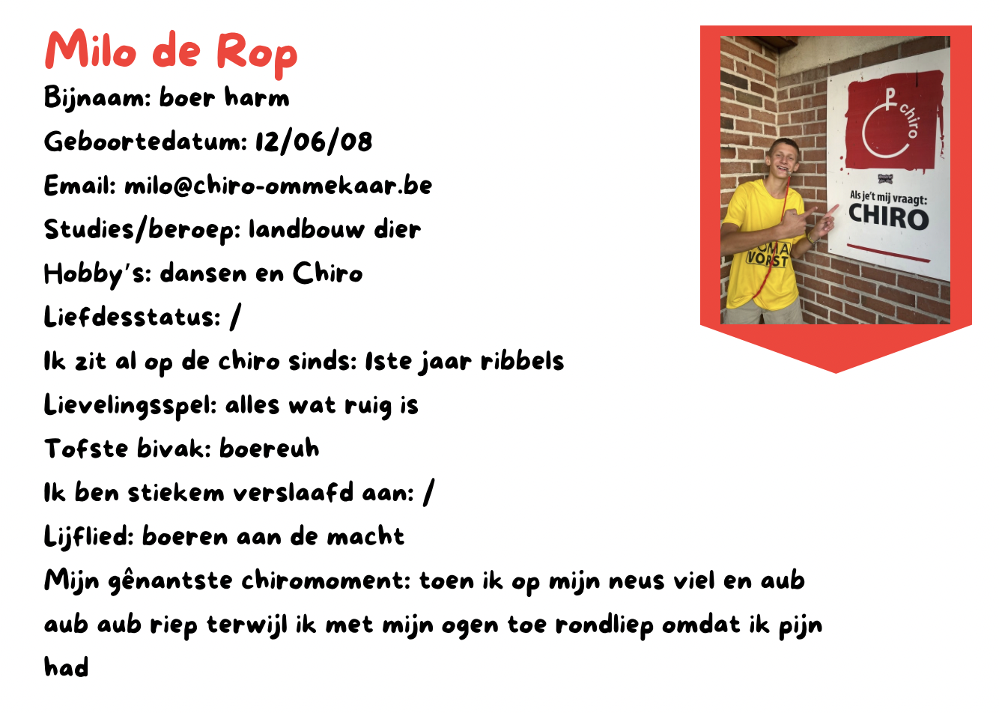 Milo de Rop
Bijnaam: boer harm
Geboortedatum: 12/06/08
Email: milo@chiro-ommekaar.be
Studies/beroep: landbouw dier
Hobby's: dansen en Chiro
Liefdesstatus: /
Ik zit al op de chiro sinds: 1ste jaar ribbels
Lievelingsspel: alles wat ruig is
Tofste bivak: boereuh
Ik ben stiekem verslaafd aan: /
Lijflied: boeren aan de macht
Mijn gênantste chiromoment: toen ik op mijn neus viel en aub
aub aub riep terwijl ik met mijn ogen toe rondliep omdat ik pijn
had
chiro
Als je't mij vraagt:
CHIRO
VORST